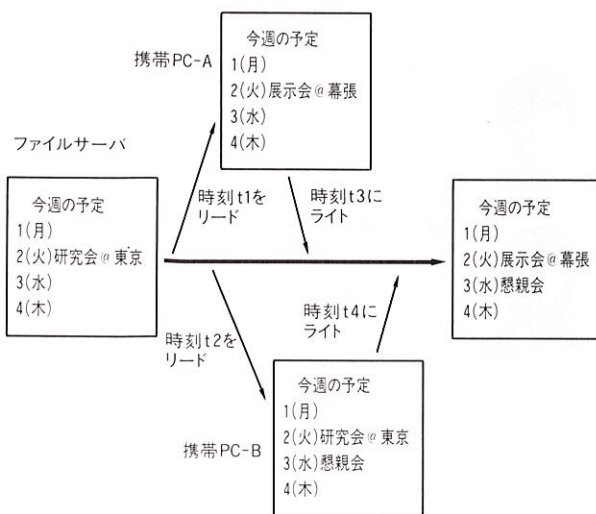 携帯PC-A
今週の予定
1(月)
2(火)展示会@幕張
3(水)
4(木)
ファイルサーバ
今週の予定
1(月)
2(火)研究会@東京
3(水)
4(木)
時刻t1を
リード
時刻t3に
ライト
今週の予定
1(月)
2(火)展示会@幕張
3(水)懇親会
4(木)
時刻t2を
リード
時刻t4に
ライト
携帯PC-B
今週の予定
1(月)
2(火)研究会@東京
3(水)懇親会
4(木)